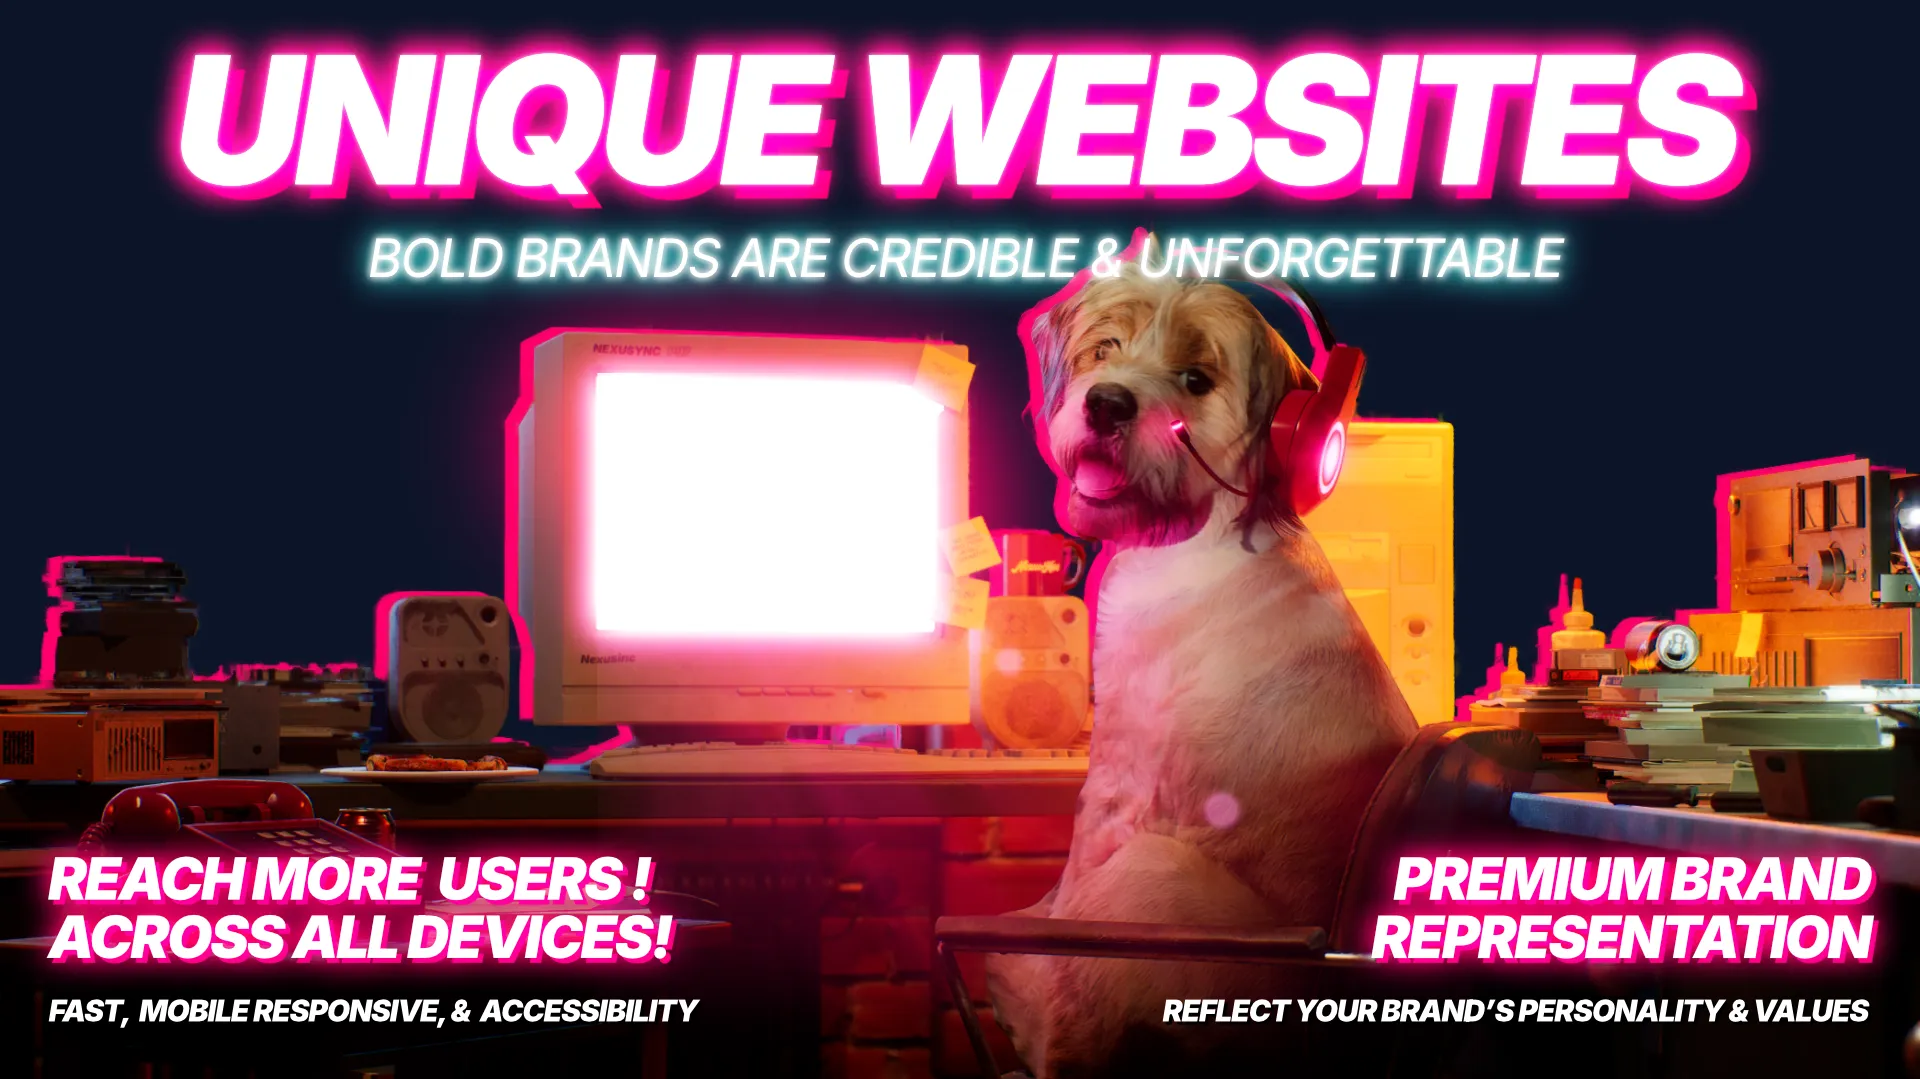 UNIQUE WEBSITES
BOLD BRANDS ARE CREDIBLE & UNFORGETTABLE
NEXUSYNC
Nexusinc
REACH MORE USERS !
ACROSS ALL DEVICES!
FAST, MOBILE RESPONSIVE, & ACCESSIBILITY
PREMIUM BRAND
REPRESENTATION
REFLECT YOUR BRAND'S PERSONALITY & VALUES